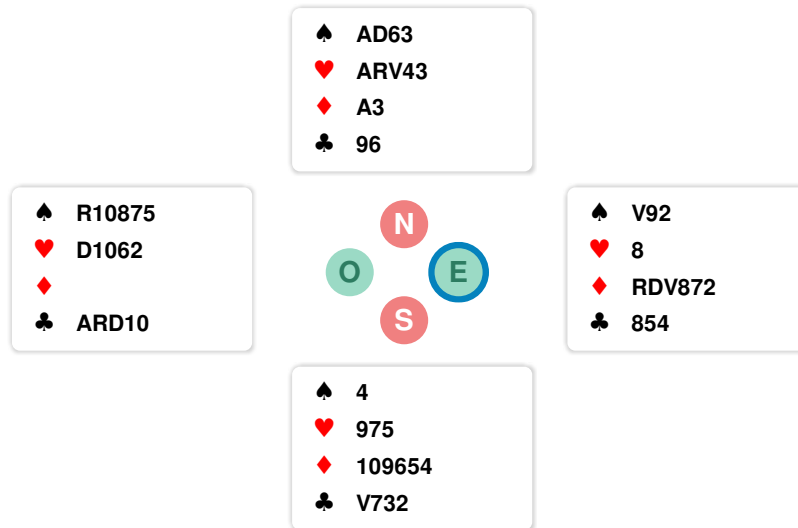 ♠ AD63
♥ ARV43
♦ A3
♣ 96
♠ R10875
♥ D1062
♦
♣ ARD10
N
O E
S
♠ V92
♥ 8
♦ RDV872
♣ 854
♠ 4
♥ 975
♦ 109654
♣ V732